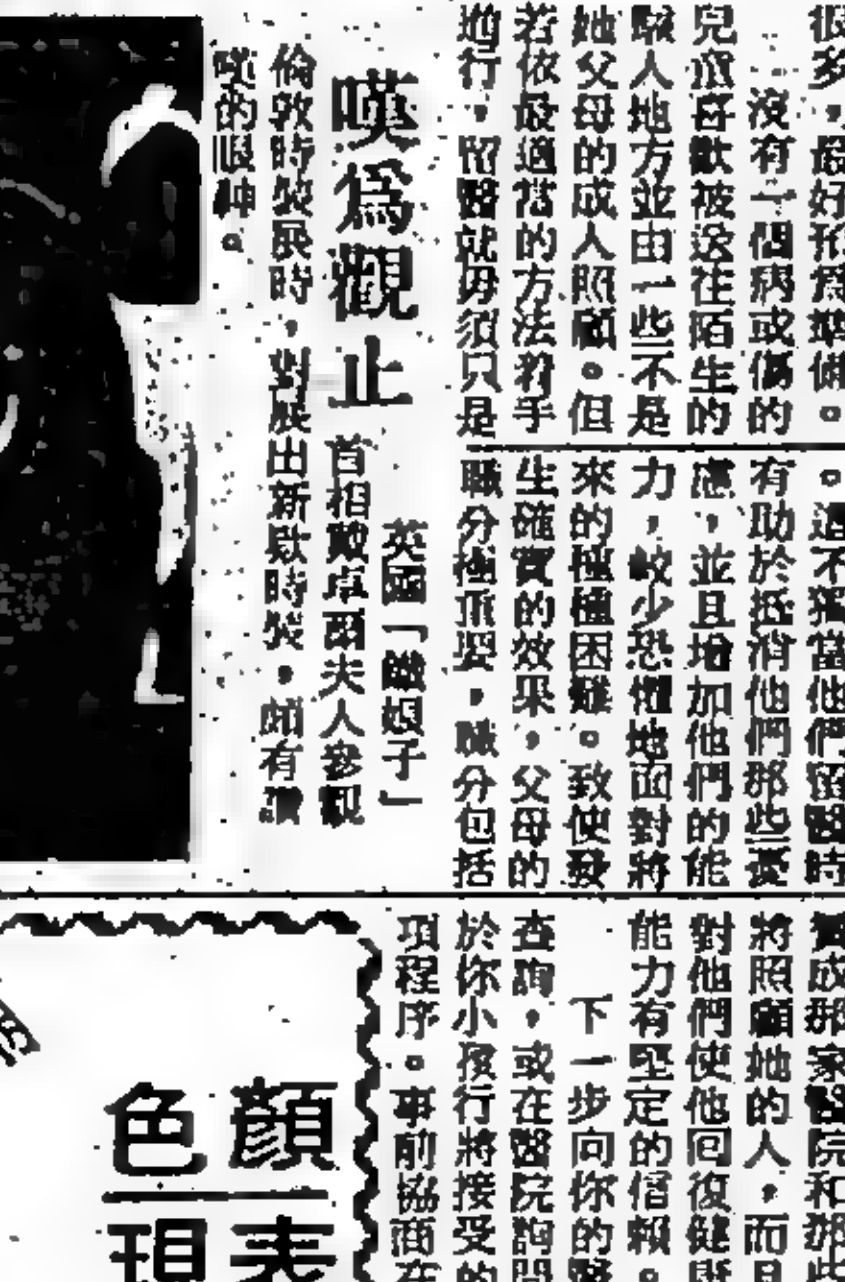 很多，最好預為準備。
沒有一個病或傷的
兒童喜歡被送往陌生的
駭人地方並由一些不是
她父母的成人照顧。但
若依最適當的方法着手
進行，留醫就毋須只是
嘆為觀止
英國「鐵娘子」
首相戴卓爾夫人參觀
倫敦時裝展時，對展出新款時裝，頗有讚
嘆的眼神。
。這不獨當他們留醫時
有助於抵消他們那些憂
慮，並且增加他們的能
力，較少恐懼地面對將
來的種種困難。致使發
生確實的效果，父母的
職分極重要，職分包括
成那家醫院和那些
將照顧她的人，而且
對他們使他回復健
能力有堅定的信賴。
下一步向你的醫
查詢，或在醫院詢問
於你小孩行將接受的
項程序。事前協商在
顏色
表現